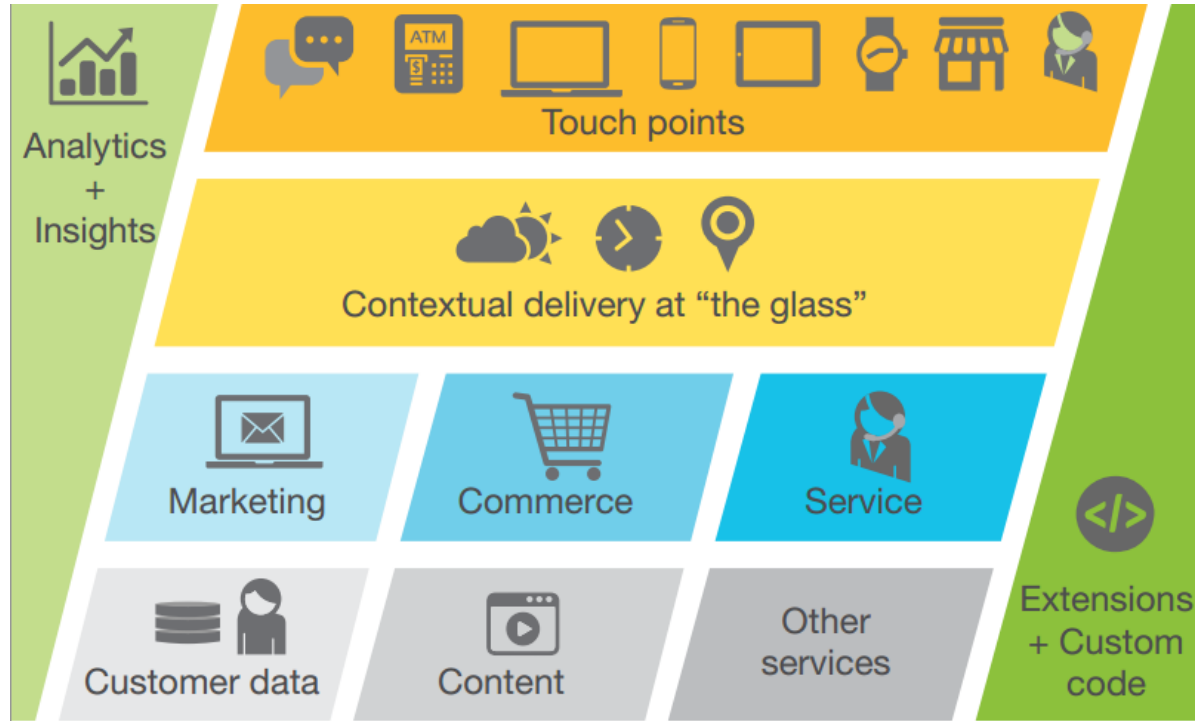 Analytics
+
Insights
ATM
$
Touch points
Contextual delivery at “the glass”
Marketing
Commerce
Service
Customer data
Content
Other
services
</>
Extensions
+ Custom
code